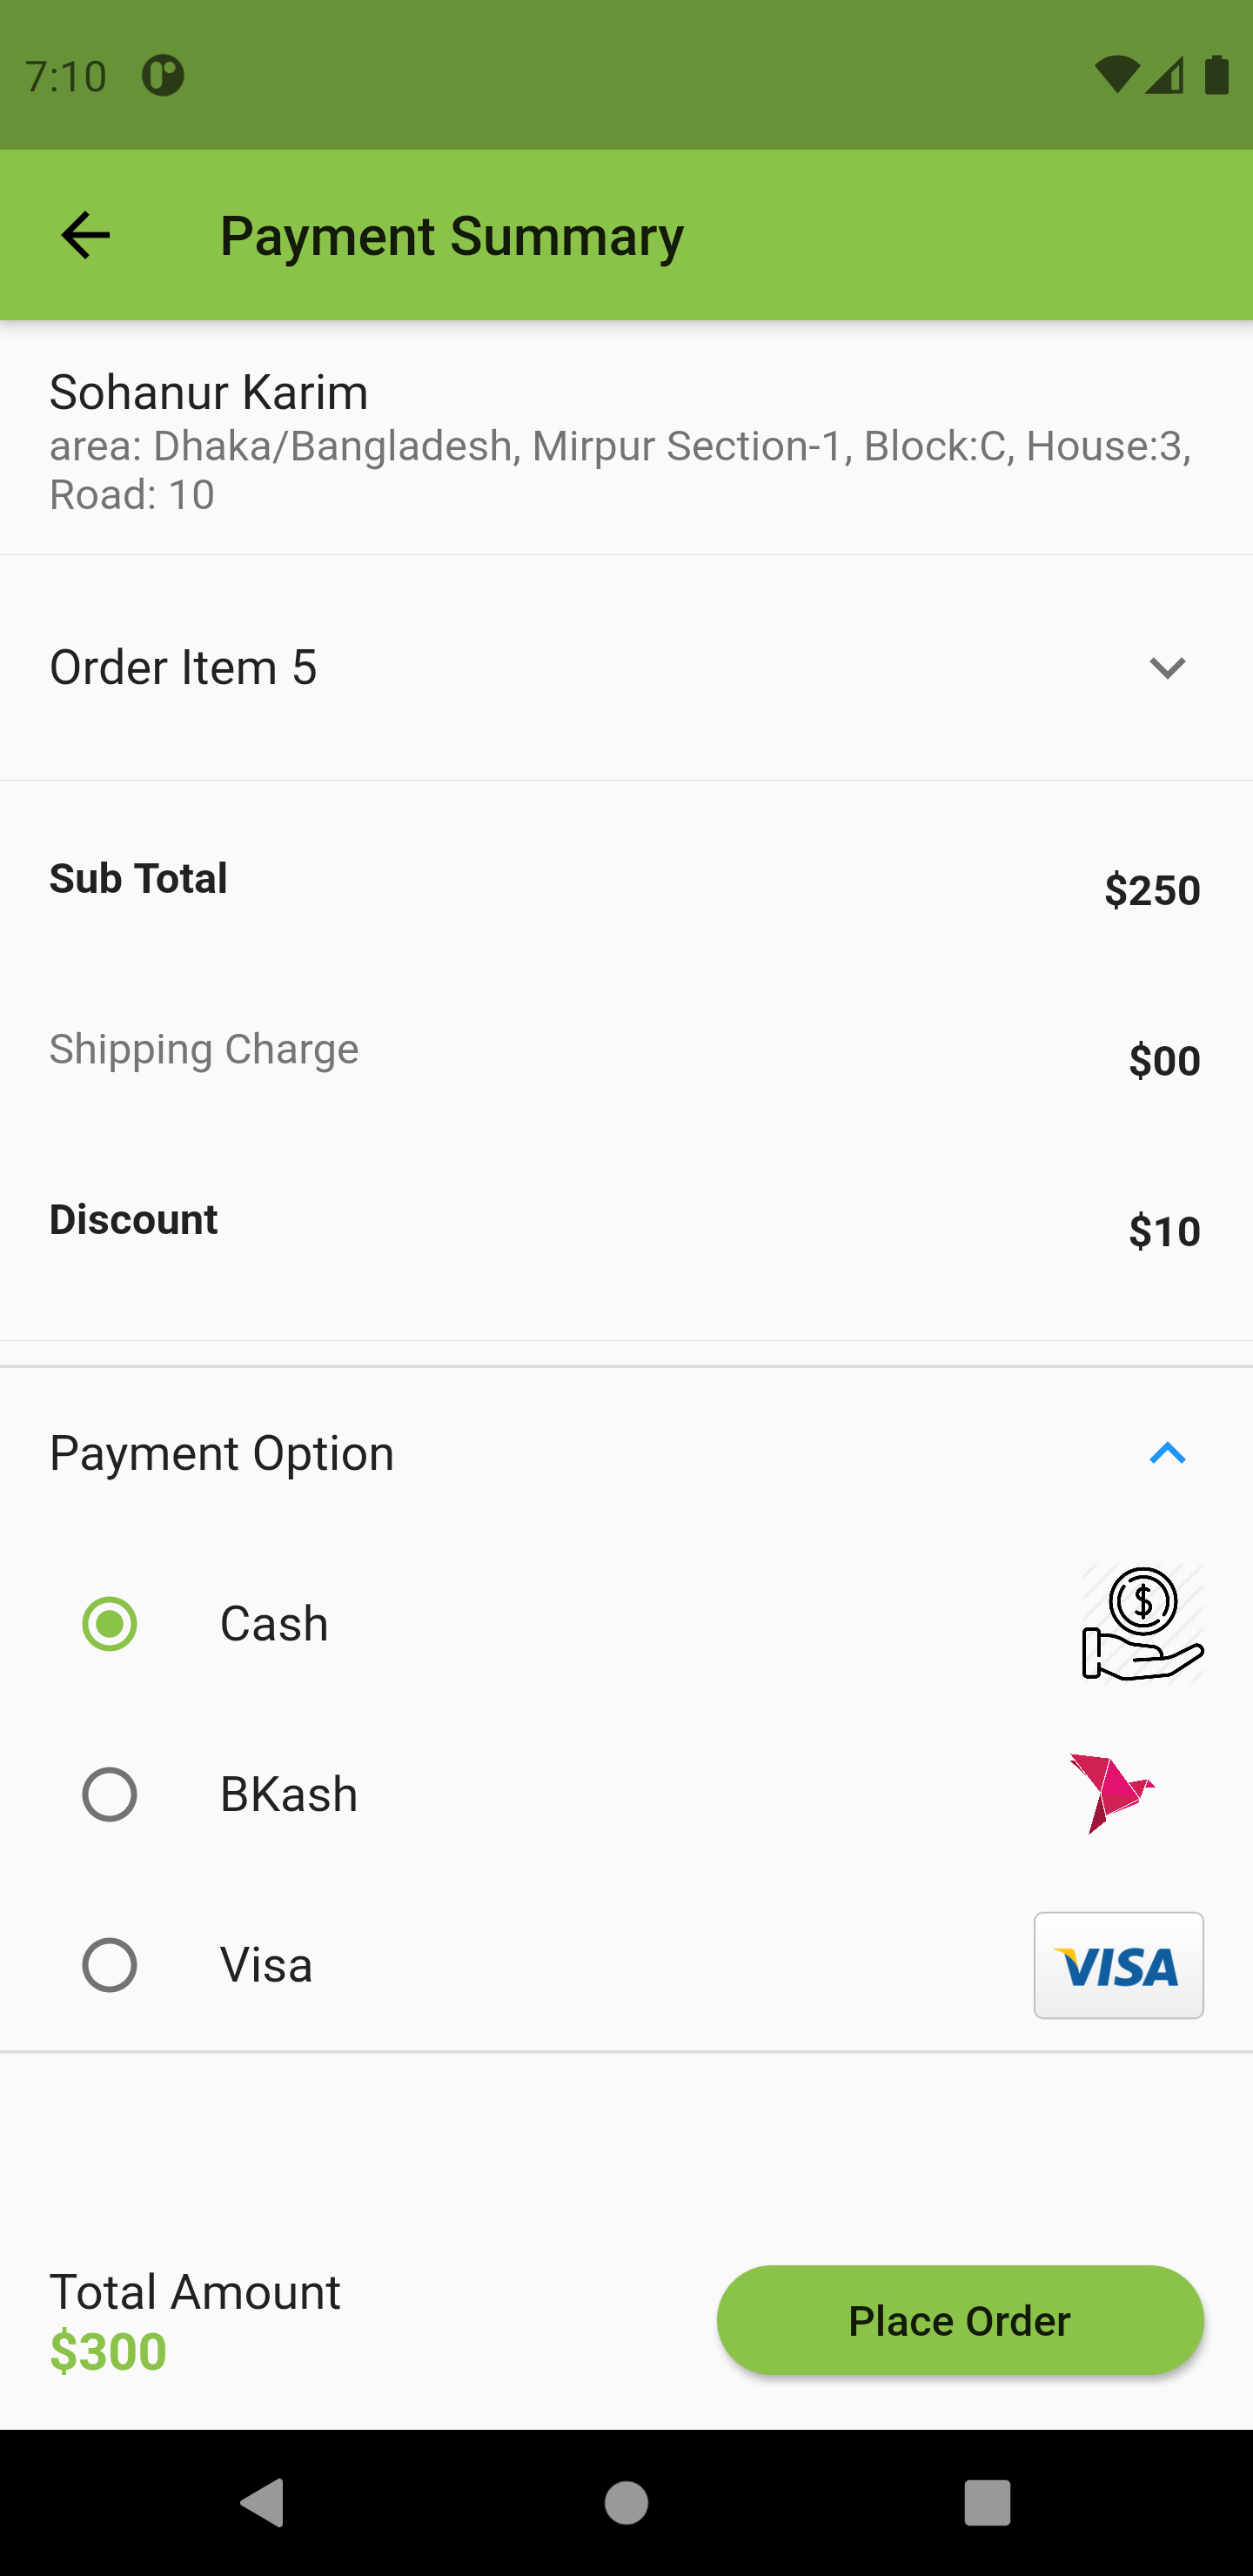 7:10
Payment Summary
Sohanur Karim
area: Dhaka/Bangladesh, Mirpur Section-1, Block:C, House:3,
Road: 10
Order Item 5
Sub Total $250
Shipping Charge $00
Discount $10
Payment Option
Cash $
BKash
Visa VISA
Total Amount
$300
Place Order